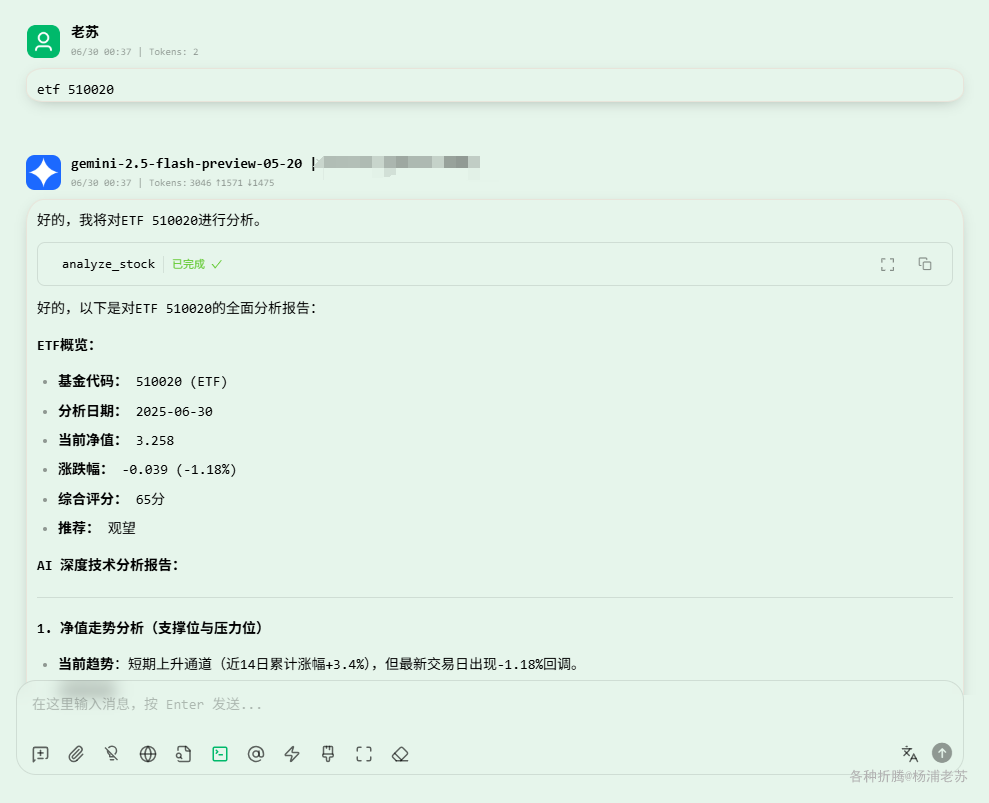 老苏
06/30 00:37 | Tokens: 2
etf 510020
gemini-2.5-flash-preview-05-20 |
06/30 00:37 | Tokens: 3046 ↑1571 ↓1475
好的，我将对ETF 510020进行分析。
analyze_stock 已完成
好的，以下是对ETF 510020的全面分析报告：
ETF概览：
基金代码： 510020 (ETF)
分析日期： 2025-06-30
当前净值： 3.258
涨跌幅： -0.039 (-1.18%)
综合评分： 65分
推荐： 观望
AI 深度技术分析报告：
1. 净值走势分析（支撑位与压力位）
当前趋势：短期上升通道（近14日累计涨幅+3.4%），但最新交易日出现-1.18%回调。
在这里输入消息，按 Enter 发送...
各种折腾@杨浦老苏